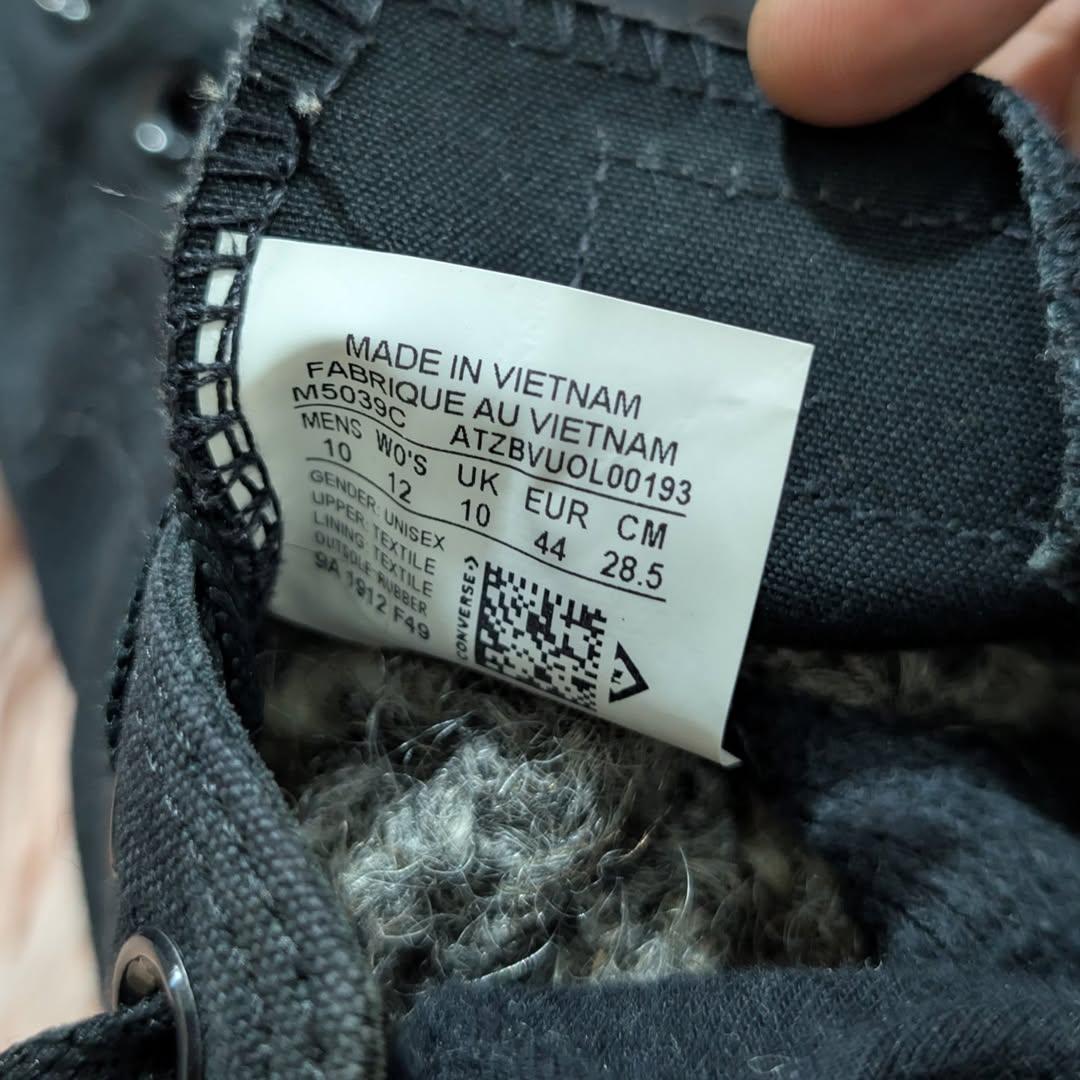 MADE IN VIETNAM
FABRIQUE AU VIETNAM
M5039C ATZBVUOL00193
MENS WO'S UK EUR CM
10 12 10 44 28.5
GENDER: UNISEX
UPPER: TEXTILE
LINING: TEXTILE
OUTSOLE: RUBBER
9A 1912 F49
CONVERSE
TM